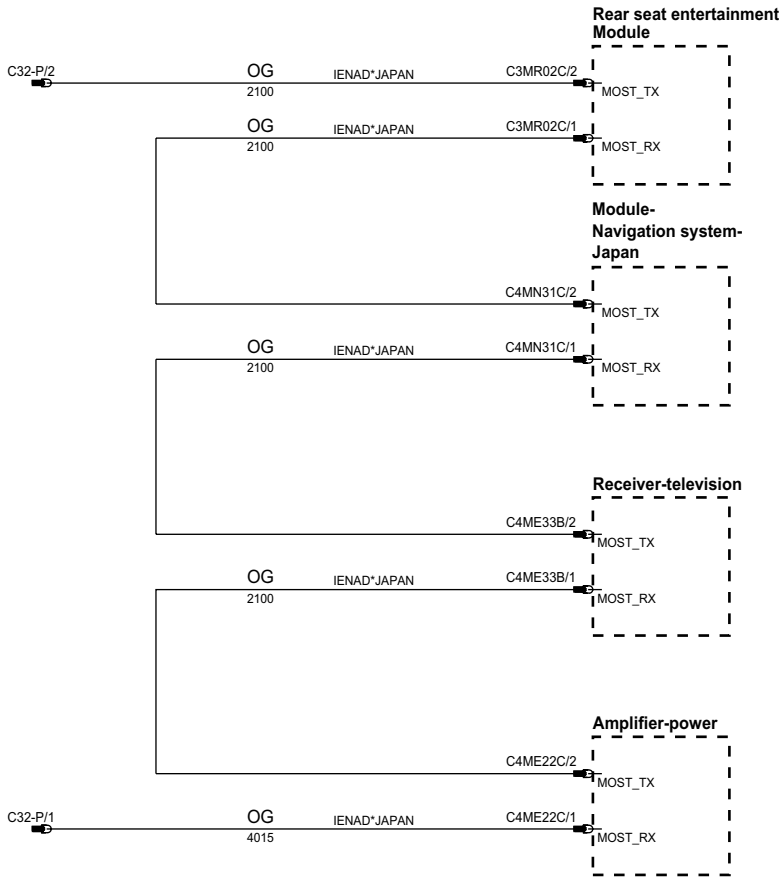 Rear seat entertainment
Module
C32-P/2
OG
IENAD*JAPAN
C3MR02C/2
2100
MOST_TX
OG
IENAD*JAPAN
C3MR02C/1
2100
MOST_RX
Module-
Navigation system-
Japan
C4MN31C/2
MOST_TX
OG
IENAD*JAPAN
C4MN31C/1
2100
MOST_RX
Receiver-television
C4ME33B/2
MOST_TX
OG
IENAD*JAPAN
C4ME33B/1
2100
MOST_RX
Amplifier-power
C4ME22C/2
MOST_TX
C32-P/1
OG
IENAD*JAPAN
C4ME22C/1
4015
MOST_RX